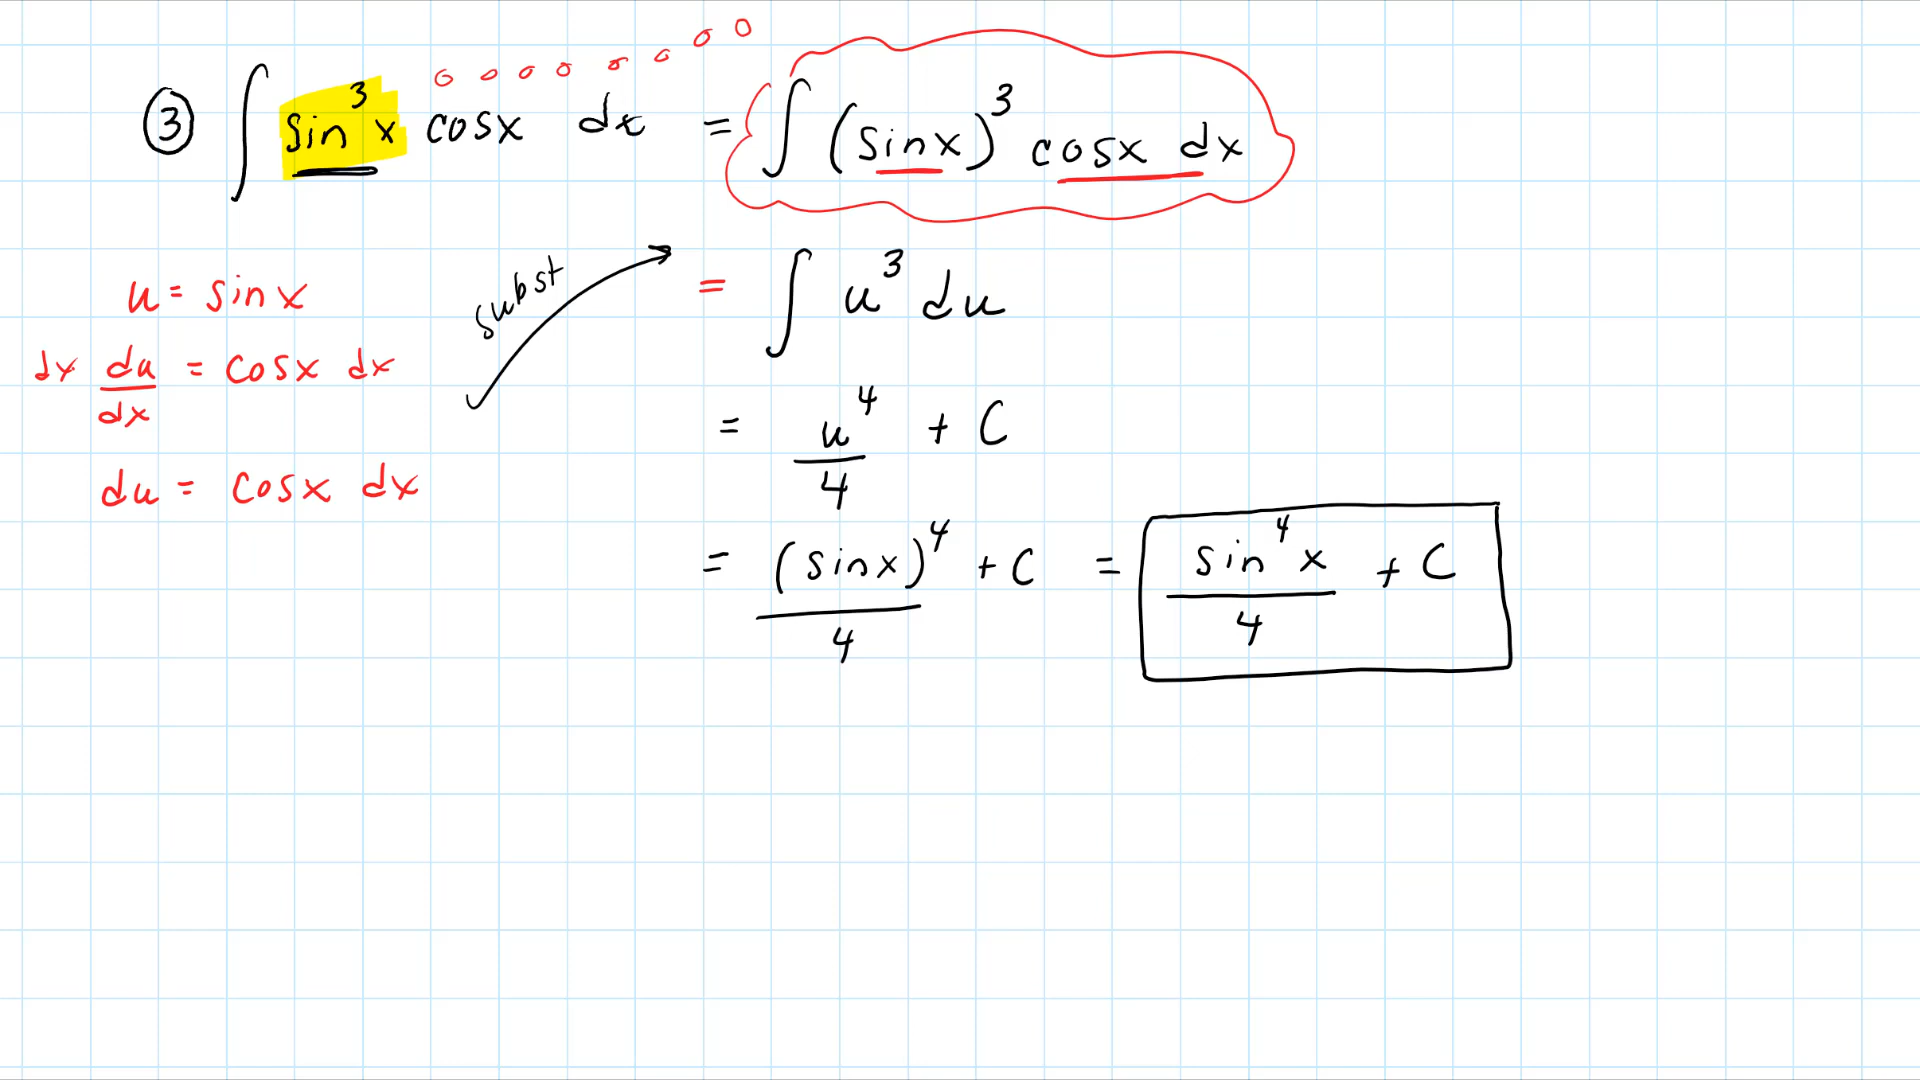 ③ ∫ sin³x cosx dx = ∫ (sinx)³ cosx dx
u = sinx
subst
= ∫ u³ du
dx du/dx = cosx dx
= u⁴/4 + C
du = cosx dx
= (sinx)⁴/4 + C = sin⁴x/4 + C